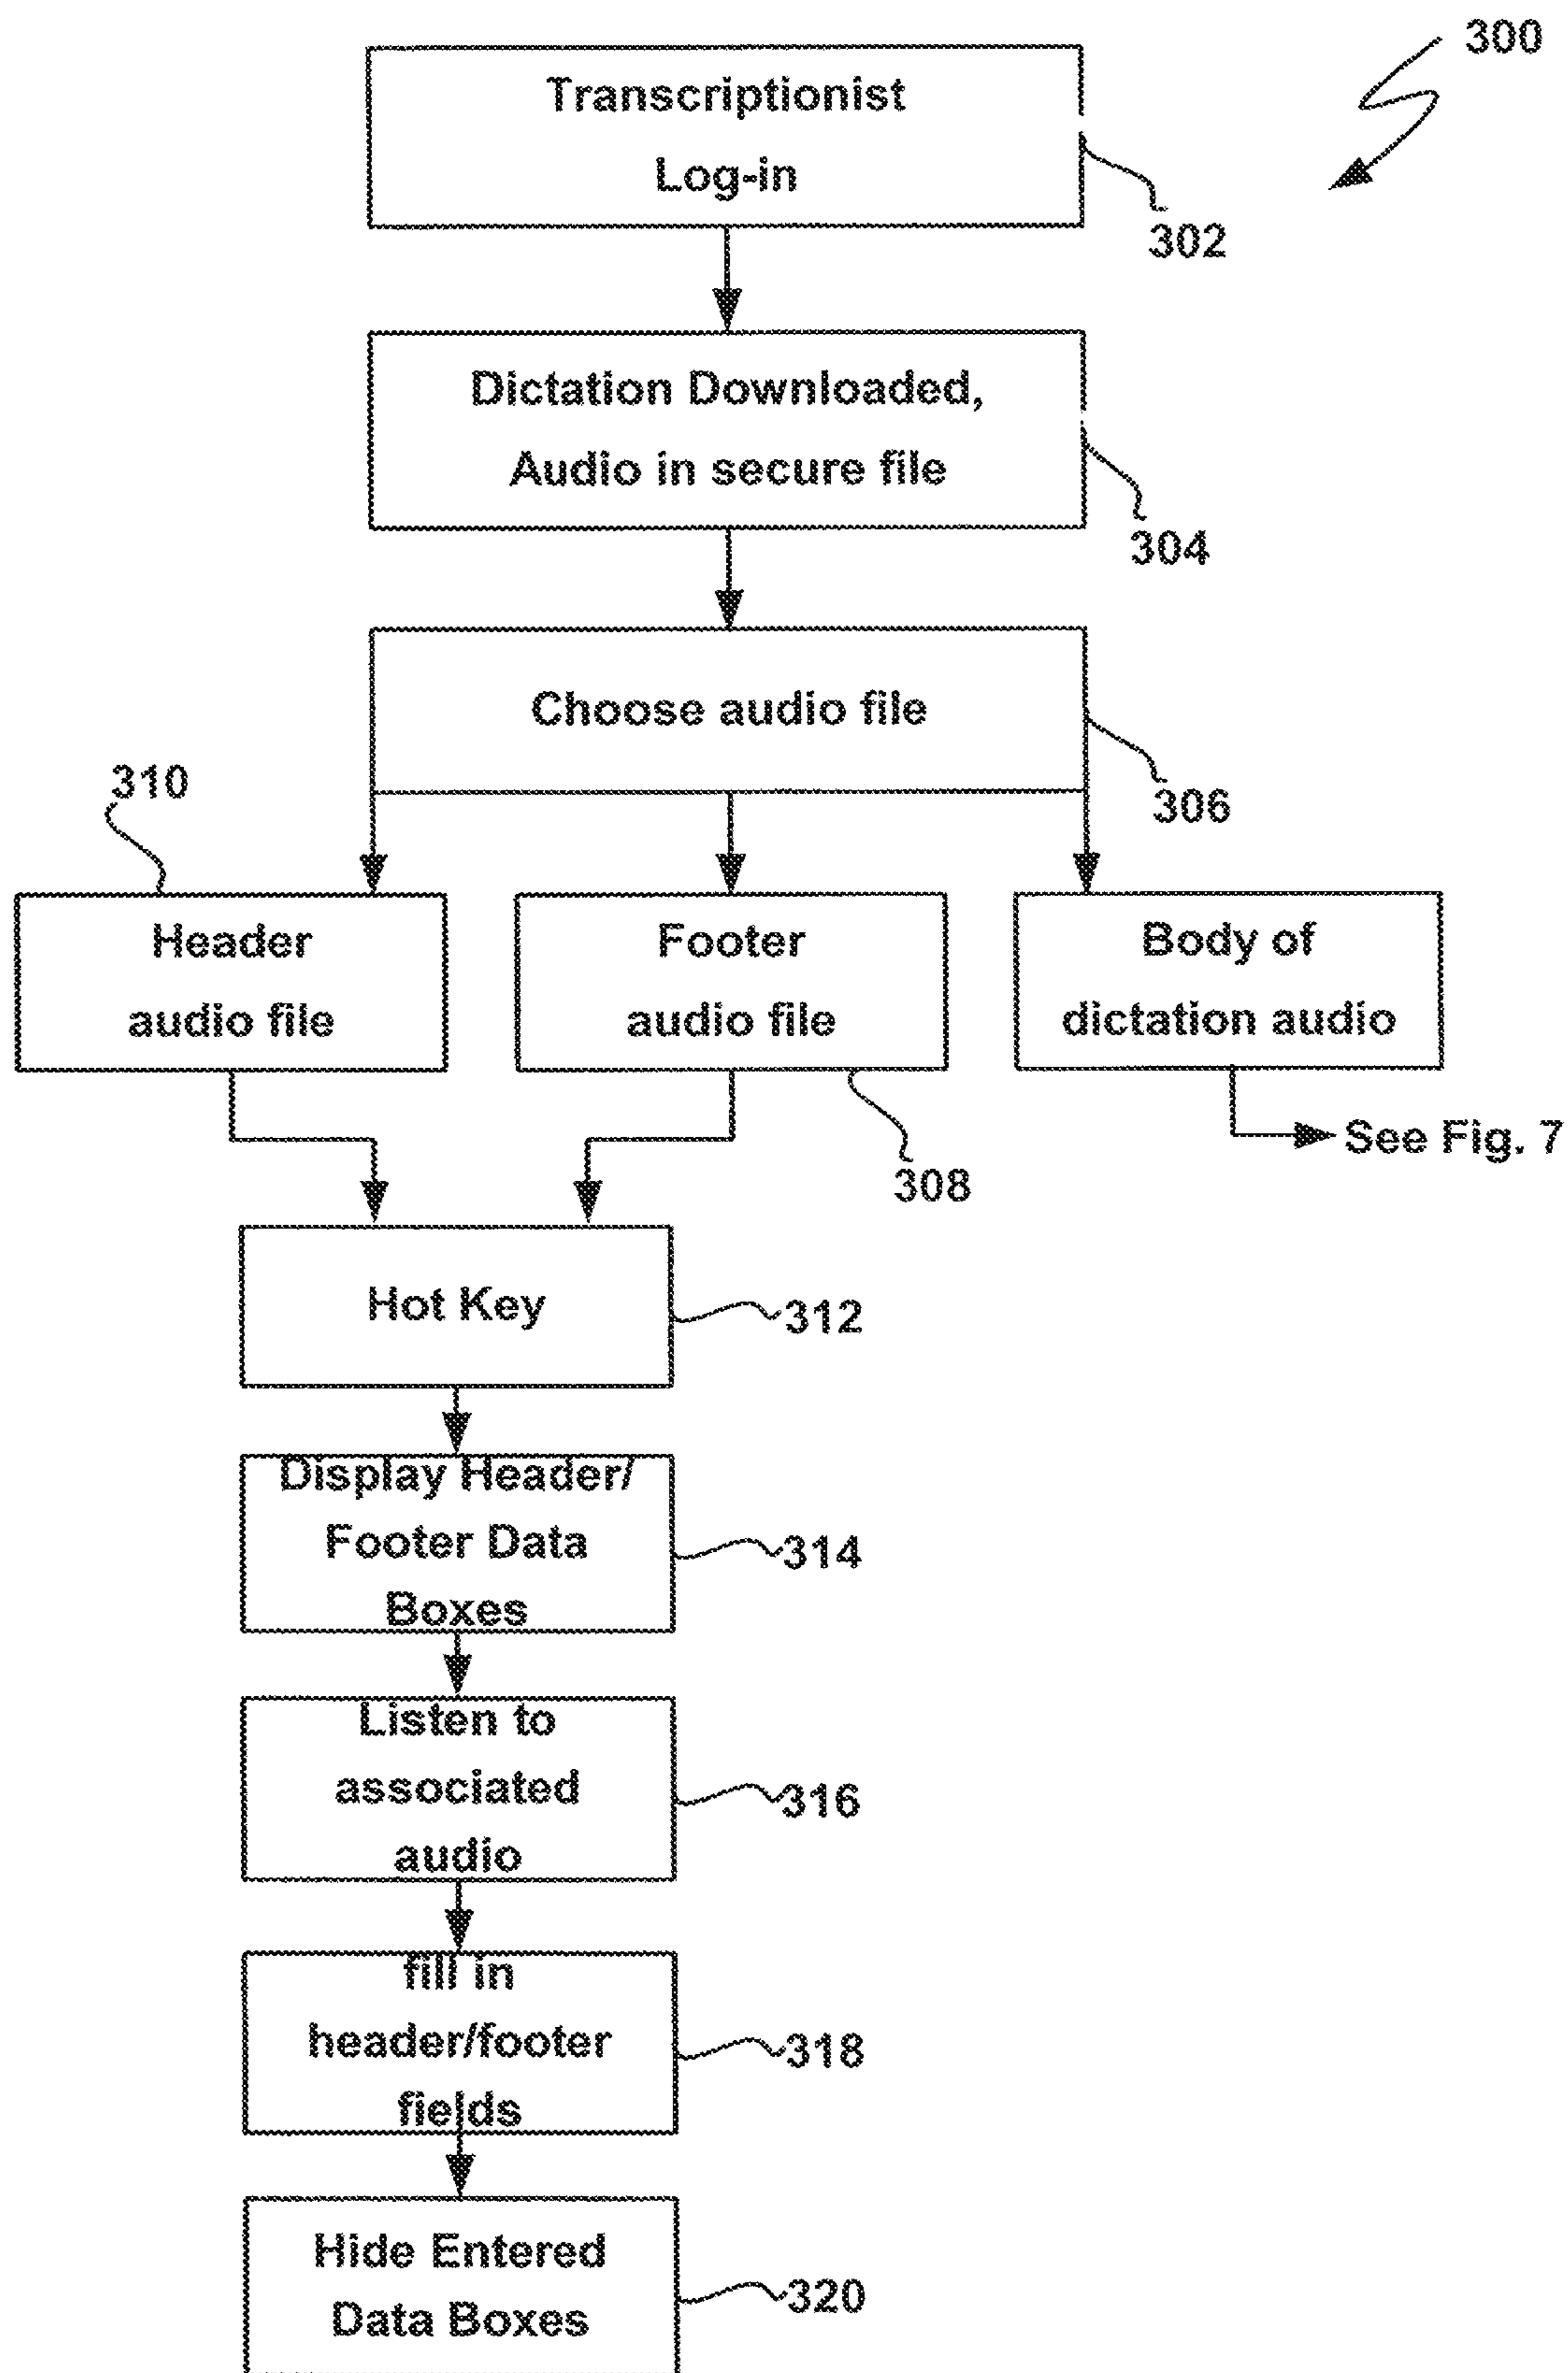 300
Transcriptionist
Log-in
302
Dictation Downloaded,
Audio in secure file
304
Choose audio file
306
310
Header
audio file
Footer
audio file
Body of
dictation audio
308
See Fig. 7
Hot Key
312
Display Header/
Footer Data
Boxes
314
Listen to
associated
audio
316
fill in
header/footer
fields
318
Hide Entered
Data Boxes
320